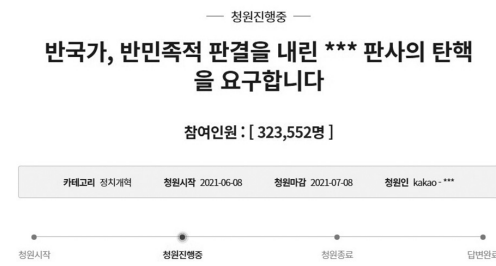 청원진행중
반국가, 반민족적 판결을 내린 *** 판사의 탄핵
을 요구합니다
참여인원 : [ 323,552명 ]
카테고리 정치개혁 청원시작 2021-06-08 청원마감 2021-07-08 청원인 kakao - ***
청원시작 청원진행중 청원종료 답변완료